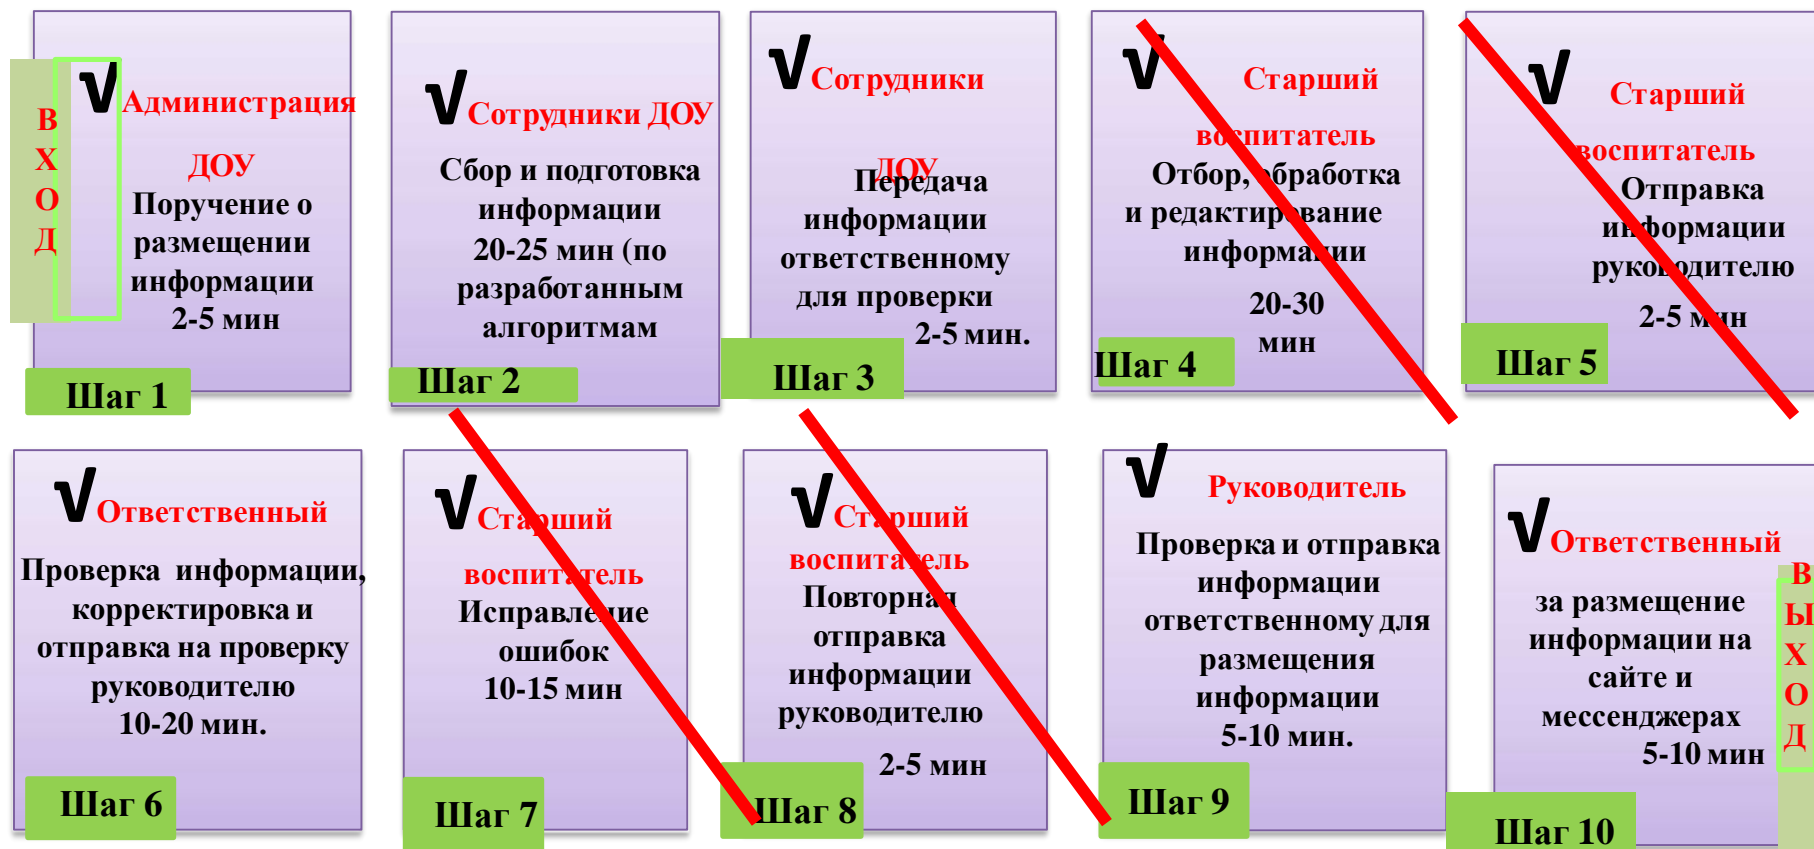 ВХОД
√Администрация
ДОУ
Поручение о
размещении
информации
2-5 мин
Шаг 1
√Сотрудники ДОУ
Сбор и подготовка
информации
20-25 мин (по
разработанным
алгоритмам
Шаг 2
√Сотрудники
ДОУ
Передача
информации
ответственному
для проверки
2-5 мин.
Шаг 3
√ Старший
воспитатель
Отбор, обработка
и редактирование
информации
20-30
мин
Шаг 4
√ Старший
воспитатель
Отправка
информации
руководителю
2-5 мин
Шаг 5
√Ответственный
Проверка информации,
корректировка и
отправка на проверку
руководителю
10-20 мин.
Шаг 6
√Старший
воспитатель
Исправление
ошибок
10-15 мин
Шаг 7
√Старший
воспитатель
Повторная
отправка
информации
руководителю
2-5 мин
Шаг 8
√ Руководитель
Проверка и отправка
информации
ответственному для
размещения
информации
5-10 мин.
Шаг 9
√Ответственный
за размещение
информации на
сайте и
мессенджерах
5-10 мин
Шаг 10
ВЫХОД